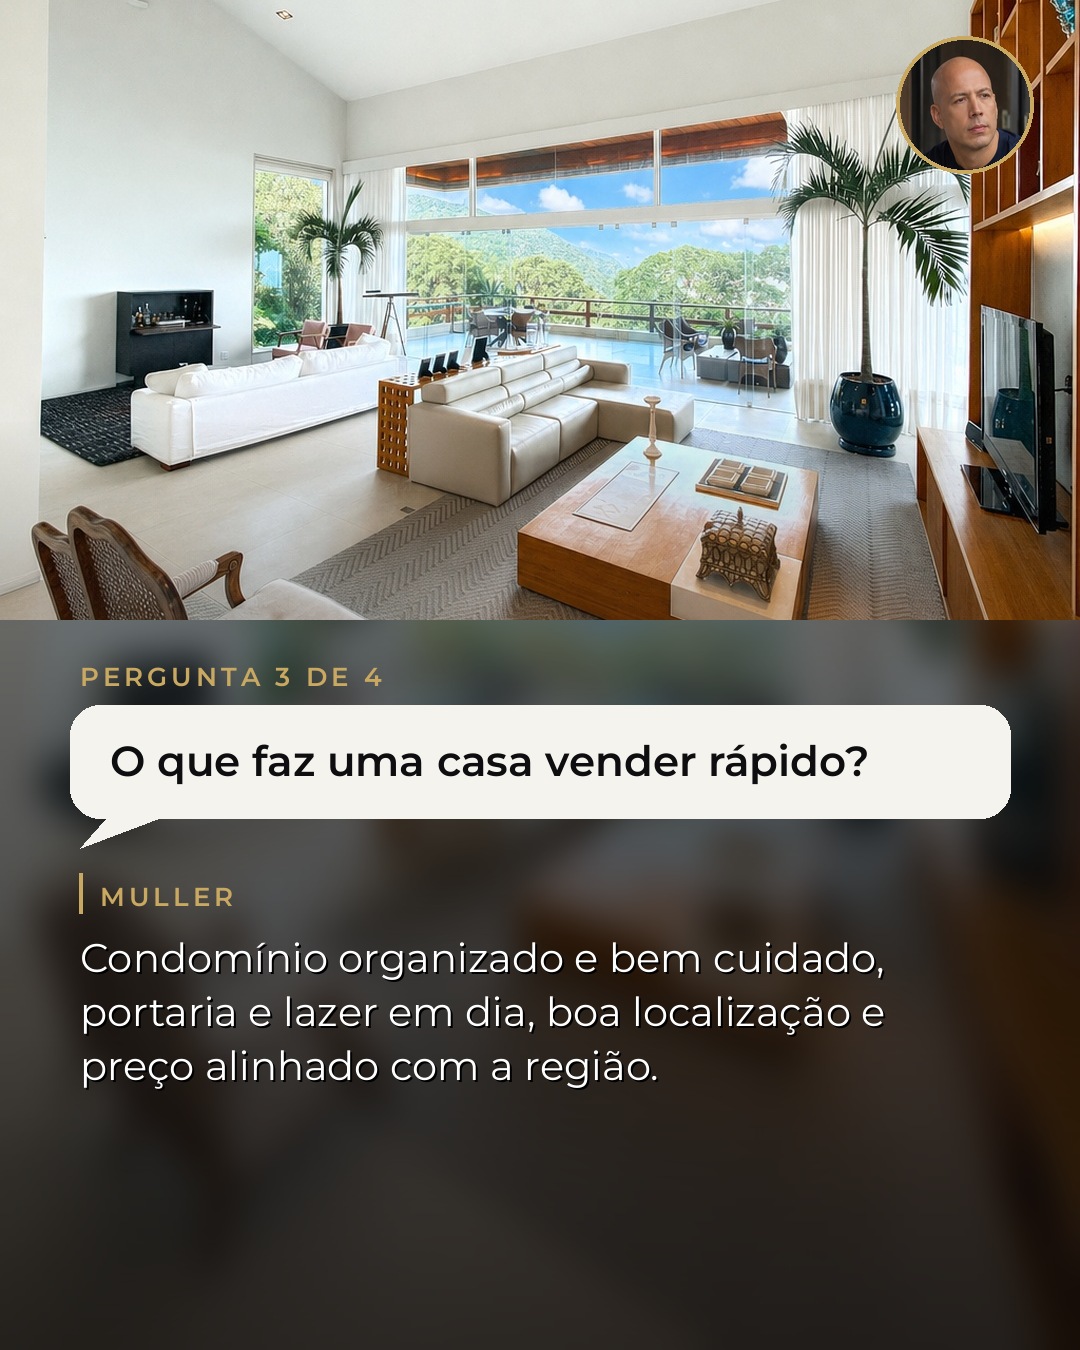 PERGUNTA 3 DE 4
O que faz uma casa vender rápido?
MULLER
Condomínio organizado e bem cuidado,
portaria e lazer em dia, boa localização e
preço alinhado com a região.